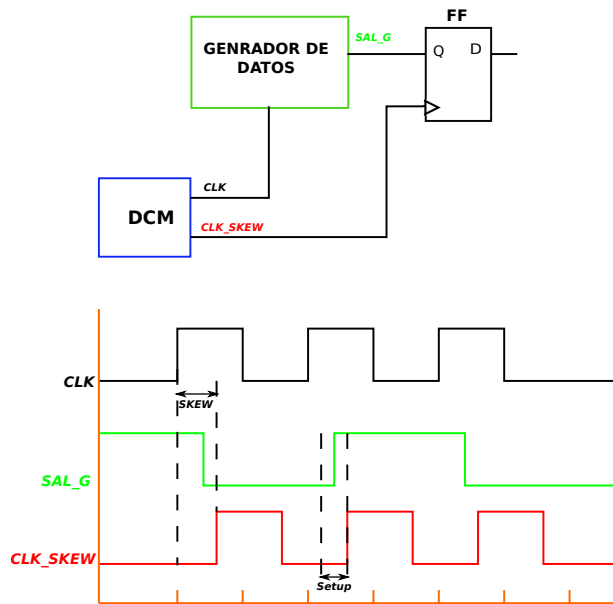 FF
SAL_G
GENRADOR DE
DATOS
Q D
CLK
DCM
CLK_SKEW
CLK
SKEW
SAL_G
CLK_SKEW
Setup